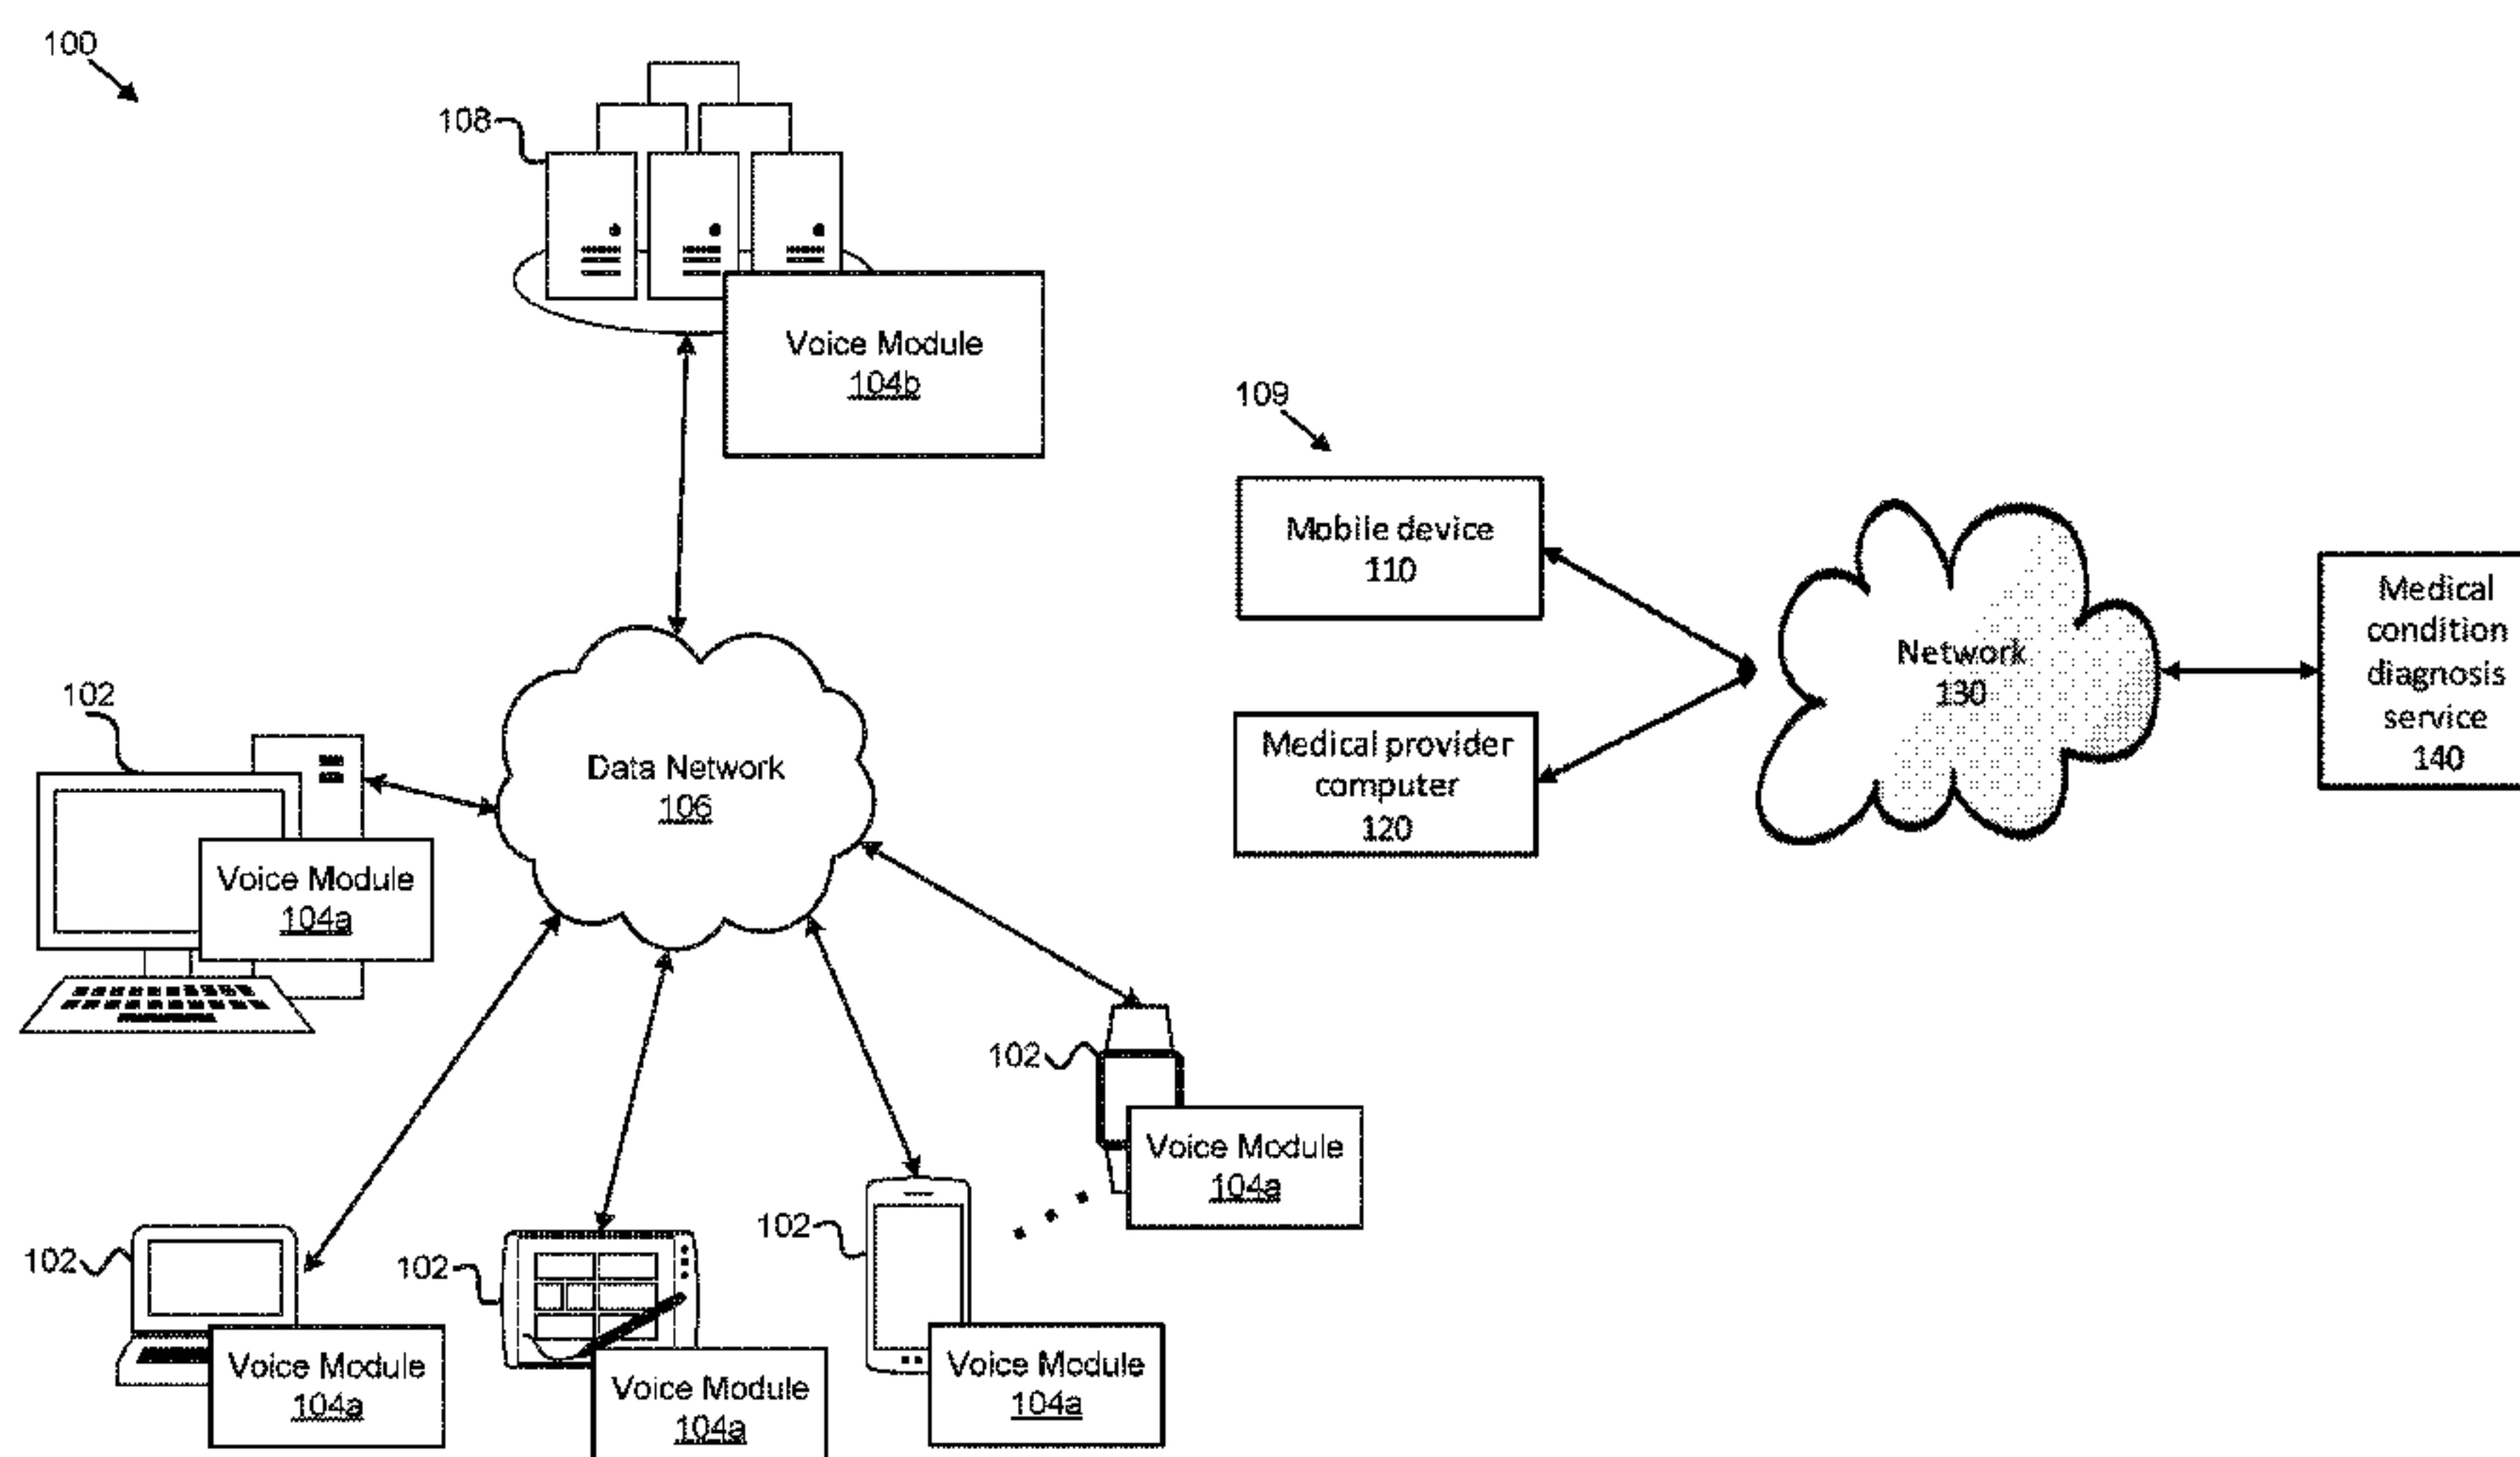 100
108
Voice Module
104b
109
Mobile device
110
Medical
condition
diagnosis
service
140
Network
130
102
Medical provider
computer
120
Data Network
106
Voice Module
104a
102
Voice Module
104a
102
102
102
Voice Module
104a
Voice Module
104a
Voice Module
104a